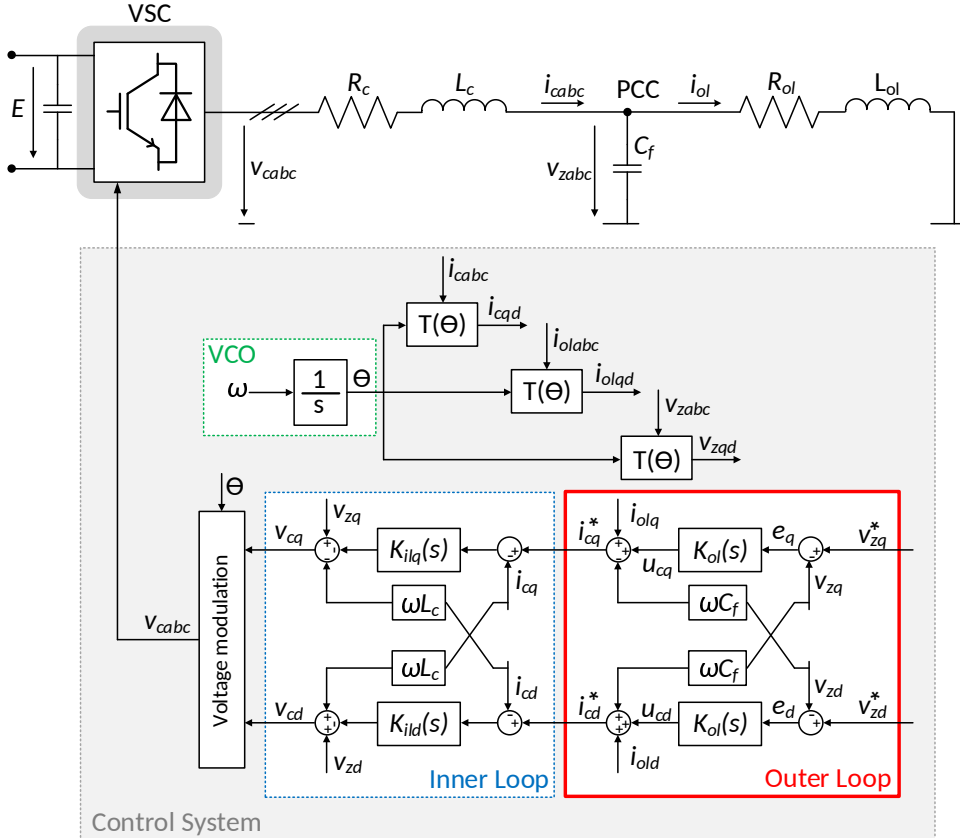 VSC
E
R_c
L_c
i_cabc
PCC
i_ol
R_ol
L_ol
v_cabc
v_zabc
C_f
i_cabc
T(Θ)
i_cqd
i_olabc
VCO
ω
1
s
Θ
T(Θ)
i_olqd
v_zabc
T(Θ)
v_zqd
Θ
Voltage modulation
v_cabc
v_cq
v_zq
+
-
-
K_ilq(s)
-+
i_cq
i*_cq
i_olq
+
-
+
u_cq
K_ol(s)
e_q
-+
v*_zq
v_zq
ωL_c
ωC_f
ωL_c
ωC_f
v_cd
+
+
-
v_zd
K_ild(s)
-+
i_cd
i*_cd
+
+
+
i_old
u_cd
K_ol(s)
e_d
-+
v*_zd
v_zd
Inner Loop
Outer Loop
Control System